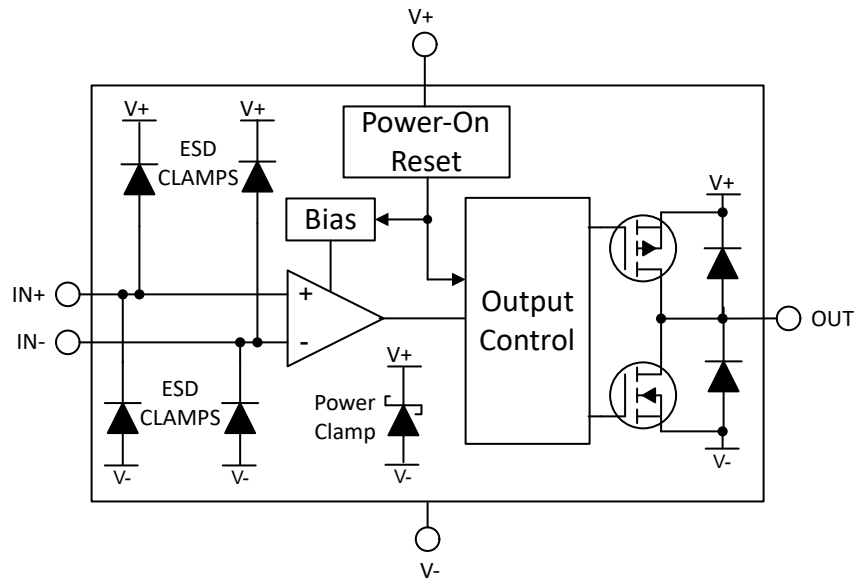 V+
V+
V+
ESD
CLAMPS
Power-On
Reset
Bias
V+
IN+
+
IN-
-
Output
Control
OUT
V+
ESD
CLAMPS
Power
Clamp
V-
V-
V-
V-
V-